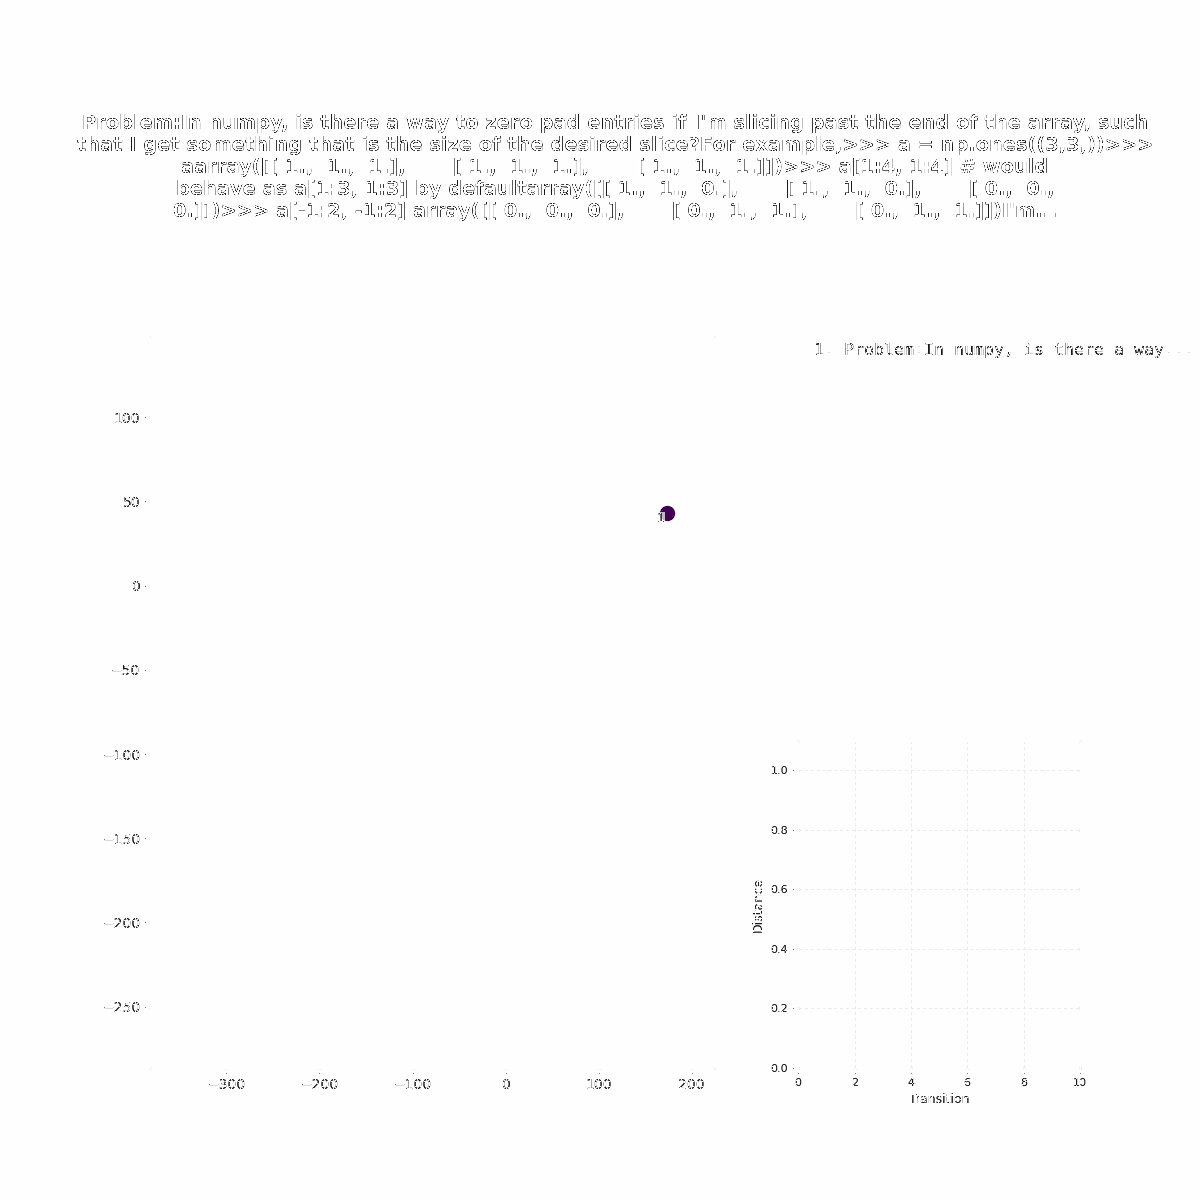 Problem:In numpy, is there a way to zero pad entries if I'm slicing past the end of the array, such
that I get something that is the size of the desired slice?For example,>>> a = np.ones((3,3,))>>>
aarray([[ 1., 1., 1.], [ 1., 1., 1.], [ 1., 1., 1.]])>>> a[1:4, 1:4] # would
behave as a[1:3, 1:3] by defaultarray([[ 1., 1., 0.], [ 1., 1., 0.], [ 0., 0.,
0.]])>>> a[-1:2, -1:2] array([[ 0., 0., 0.], [ 0., 1., 1.], [ 0., 1., 1.]])I'm...
1. Problem:In numpy, is there a way...
100
50
0
−50
−100
−150
−200
−250
−300 −200 −100 0 100 200
1
1.0
0.8
0.6
0.4
0.2
0.0
Distance
0 2 4 6 8 10
Transition